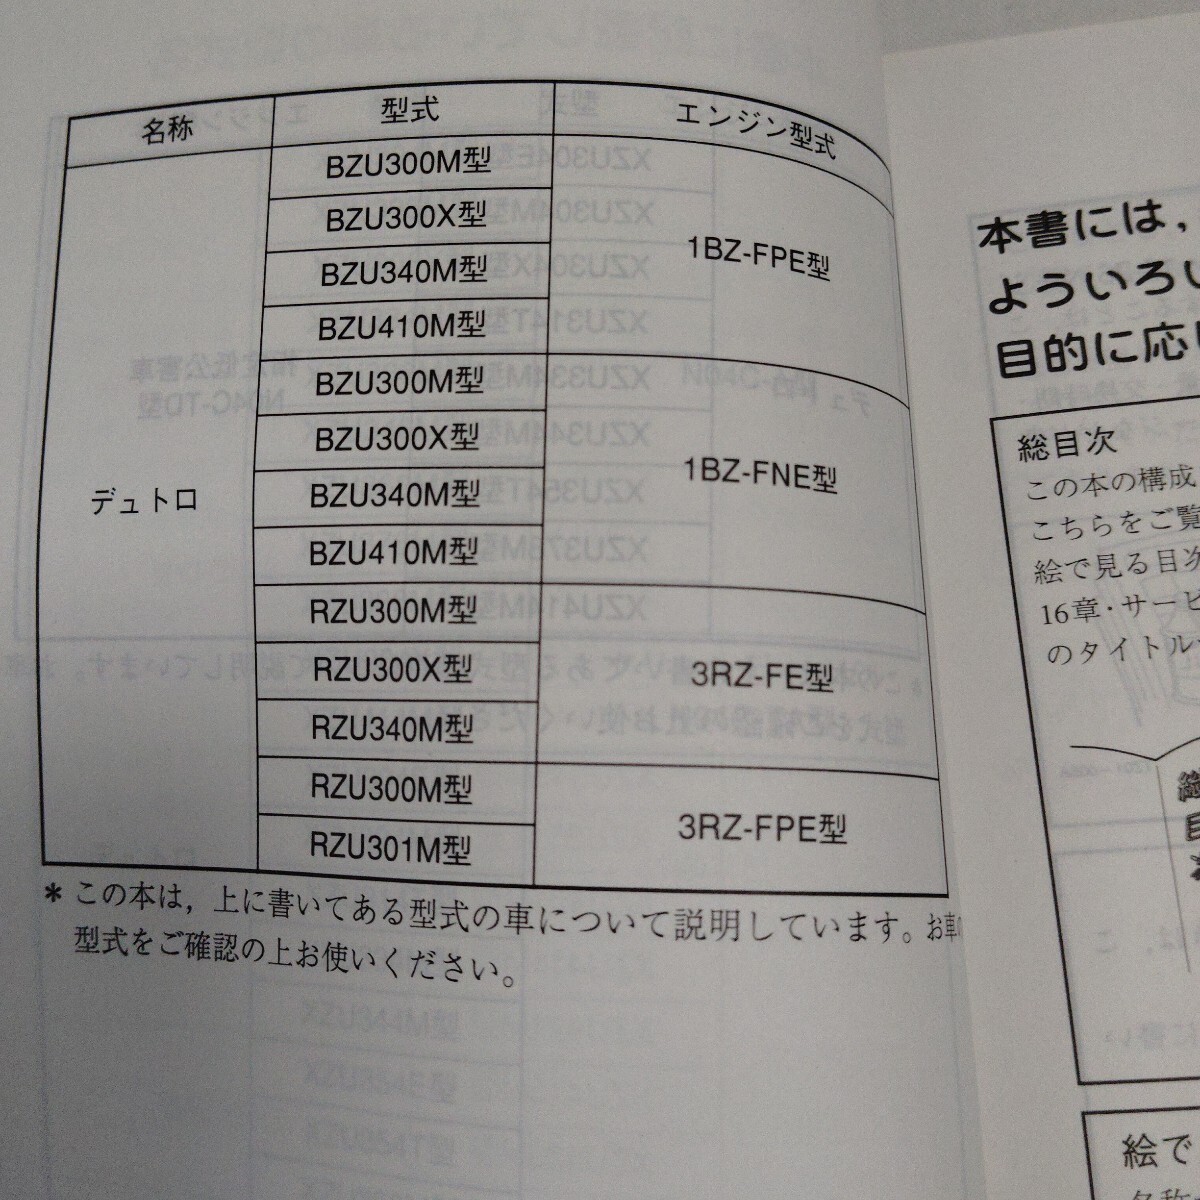 名称 型式 エンジン型式
デュトロ
BZU300M型
BZU300X型
BZU340M型
BZU410M型
1BZ-FPE型
BZU300M型
BZU300X型
BZU340M型
BZU410M型
1BZ-FNE型
RZU300M型
RZU300X型
RZU340M型
3RZ-FE型
RZU300M型
RZU301M型
3RZ-FPE型
* この本は，上に書いてある型式の車について説明しています。お車の
型式をご確認の上お使いください。
本書には，
よういろい
目的に応じ
総目次
この本の構成
こちらをご覧
絵で見る目次
16章・サービ
のタイトル
総
目
次
絵で